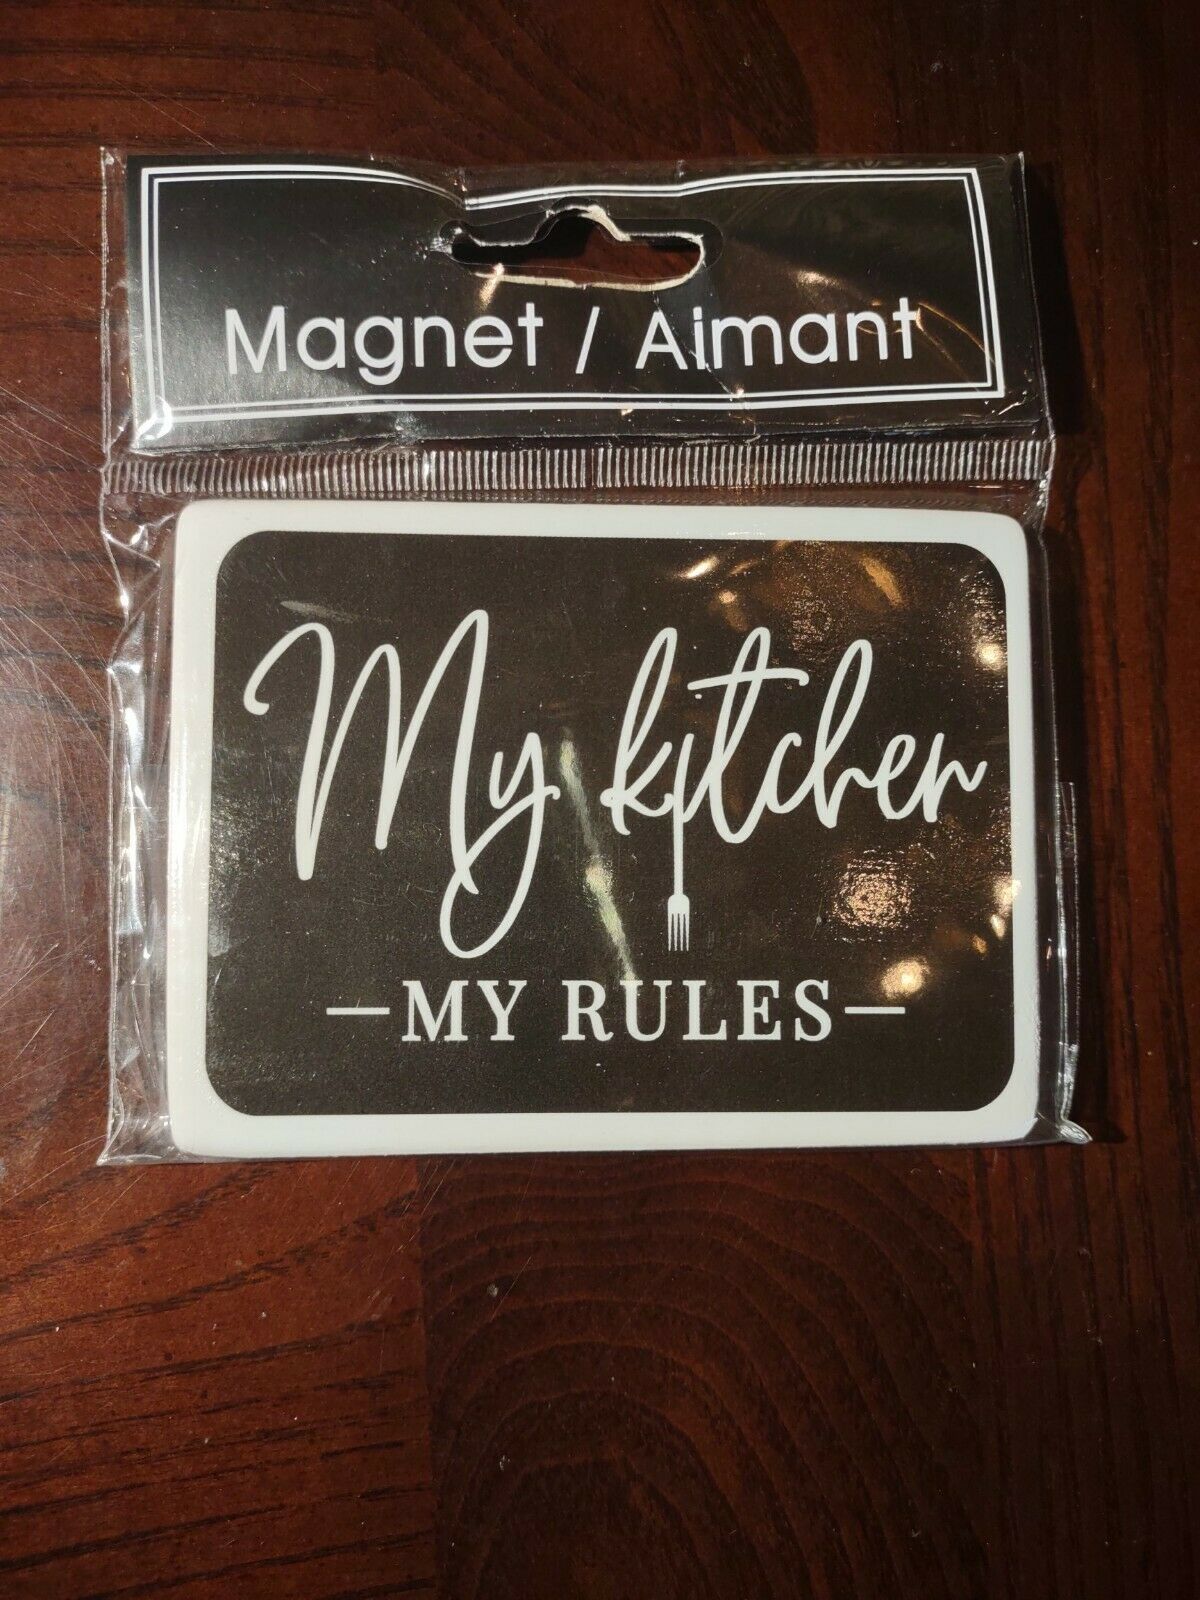 Magnet / Aimant
My kitchen
—MY RULES—